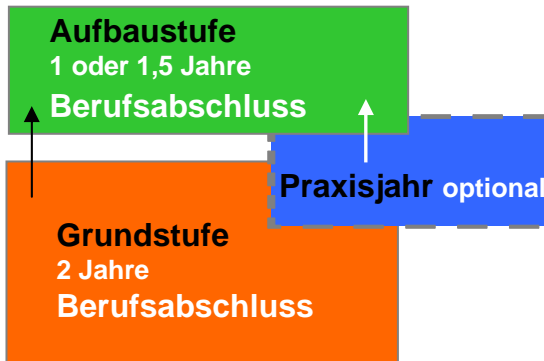 Aufbaustufe
1 oder 1,5 Jahre
Berufsabschluss
Praxisjahr optional
Grundstufe
2 Jahre
Berufsabschluss